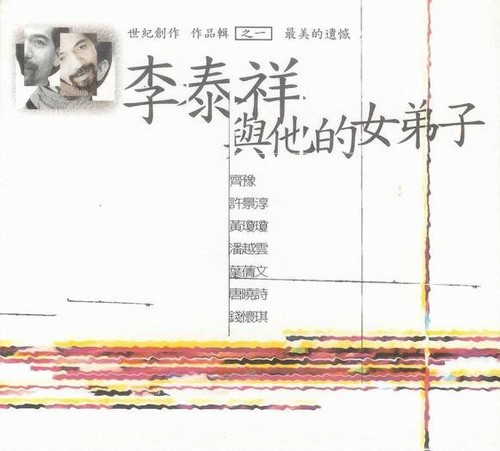 世紀創作 作品輯 之一 最美的遺憾
李泰祥
與他的女弟子
齊豫
許景淳
黃瓊瓊
潘越雲
葉蒨文
唐曉詩
錢懷琪